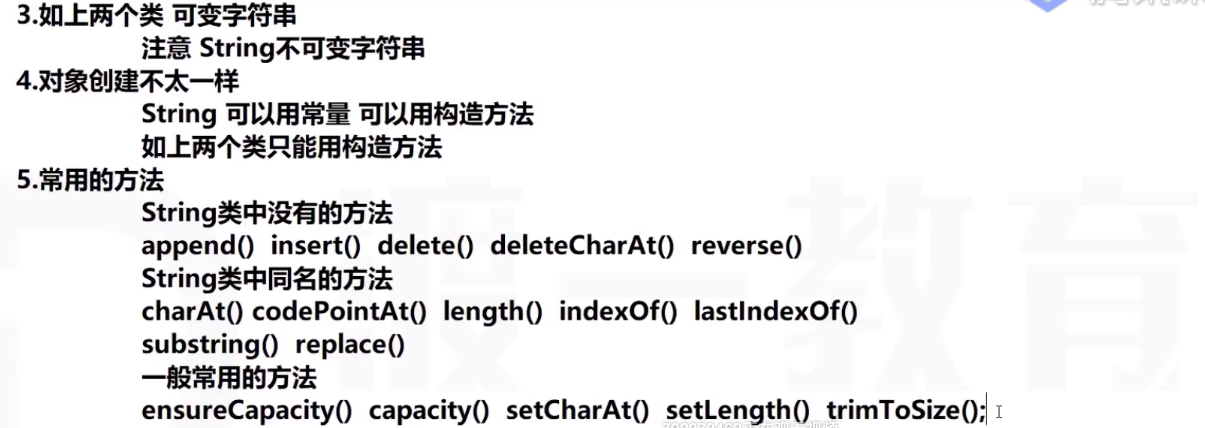 3.如上两个类 可变字符串
注意 String不可变字符串
4.对象创建不太一样
String 可以用常量 可以用构造方法
如上两个类只能用构造方法
5.常用的方法
String类中没有的方法
append() insert() delete() deleteCharAt() reverse()
String类中同名的方法
charAt() codePointAt() length() indexOf() lastIndexOf()
substring() replace()
一般常用的方法
ensureCapacity() capacity() setCharAt() setLength() trimToSize();
渡一教育